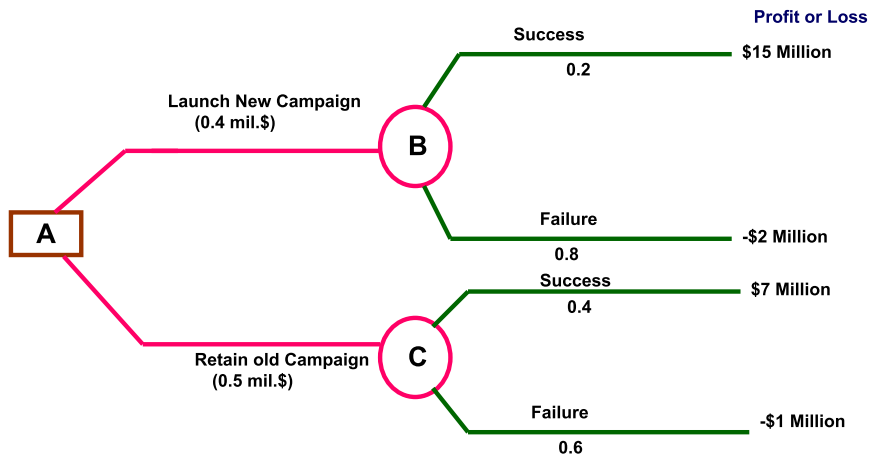 Profit or Loss
Success
$15 Million
0.2
Launch New Campaign
(0.4 mil.$)
B
A
Failure
-$2 Million
0.8
Success
$7 Million
0.4
Retain old Campaign
(0.5 mil.$)
C
Failure
-$1 Million
0.6